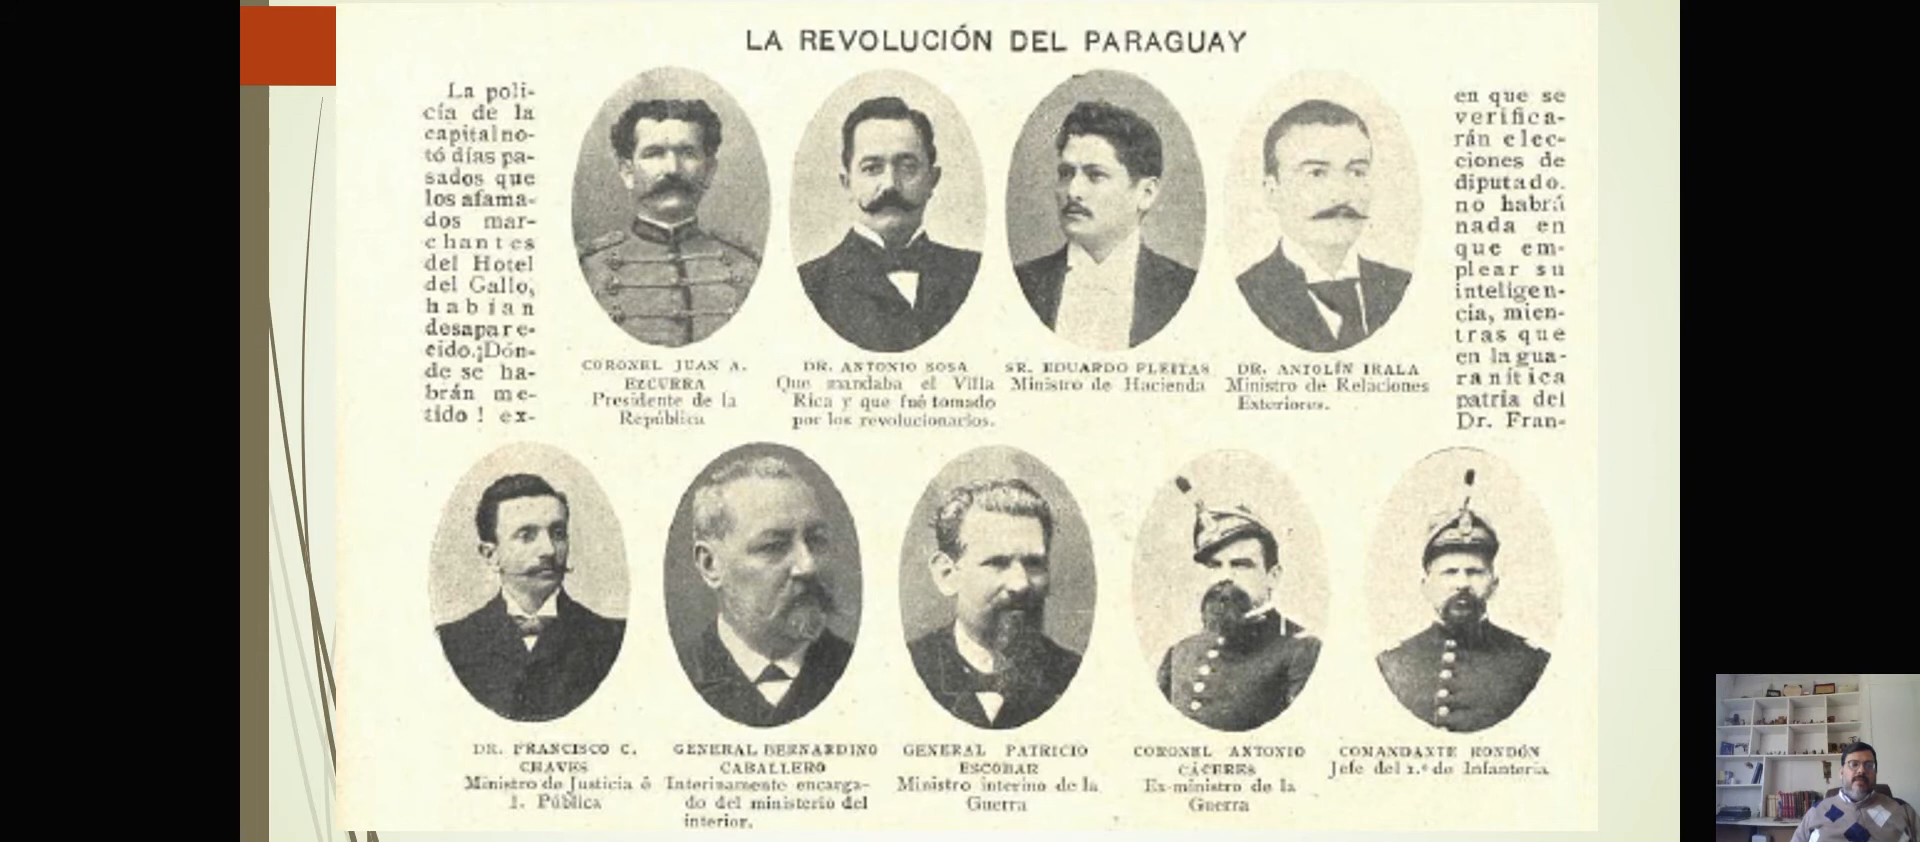 LA REVOLUCIÓN DEL PARAGUAY
La poli-
cía de la
capital no-
tó días pa-
sados que
los afama-
dos mar-
chantes
del Hotel
del Gallo,
habían
desapare-
cido. ¡Dón-
de se ha-
brán me-
tido! ex-
CORONEL JUAN A.
EZCURRA
Presidente de la
República
DR. ANTONIO SOSA
Que mandaba el Villa
Rica y que fué tomado
por los revolucionarios.
SR. EDUARDO FLEITAS
Ministro de Hacienda
DR. ANTOLÍN IRALA
Ministro de Relaciones
Exteriores.
en que se
verifica-
rán elec-
ciones de
diputado.
no habrá
nada en
que em-
plear su
inteligen-
cia, mien-
tras que
en la gua-
ranítica
patria del
Dr. Fran-
DR. FRANCISCO C.
CHAVES
Ministro de Justicia é
I. Pública
GENERAL BERNARDINO
CABALLERO
Interinamente encarga-
do del ministerio del
interior.
GENERAL PATRICIO
ESCOBAR
Ministro interino de la
Guerra
CORONEL ANTONIO
CÁCERES
Ex-ministro de la
Guerra
COMANDANTE RONDÓN
Jefe del 1.º de Infantería